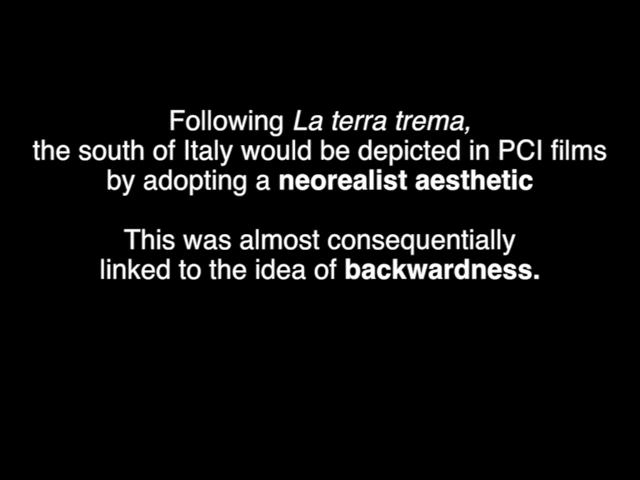 Following La terra trema,
the south of Italy would be depicted in PCI films
by adopting a neorealist aesthetic
This was almost consequentially
linked to the idea of backwardness.